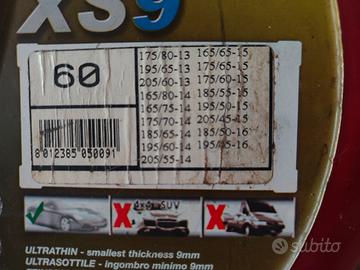 XS9
60
175/80-13
195/65-13
205/60-13
165/80-14
165/75-14
175/70-14
185/65-14
195/60-14
205/55-14
165/65-15
175/65-15
175/60-15
185/55-15
195/50-15
205/45-15
185/50-16
195/45-16
8 012385 050091
4x4 SUV
X
X
ULTRATHIN - smallest thickness 9mm
ULTRASOTTILE - ingombro minimo 9 mm
subito